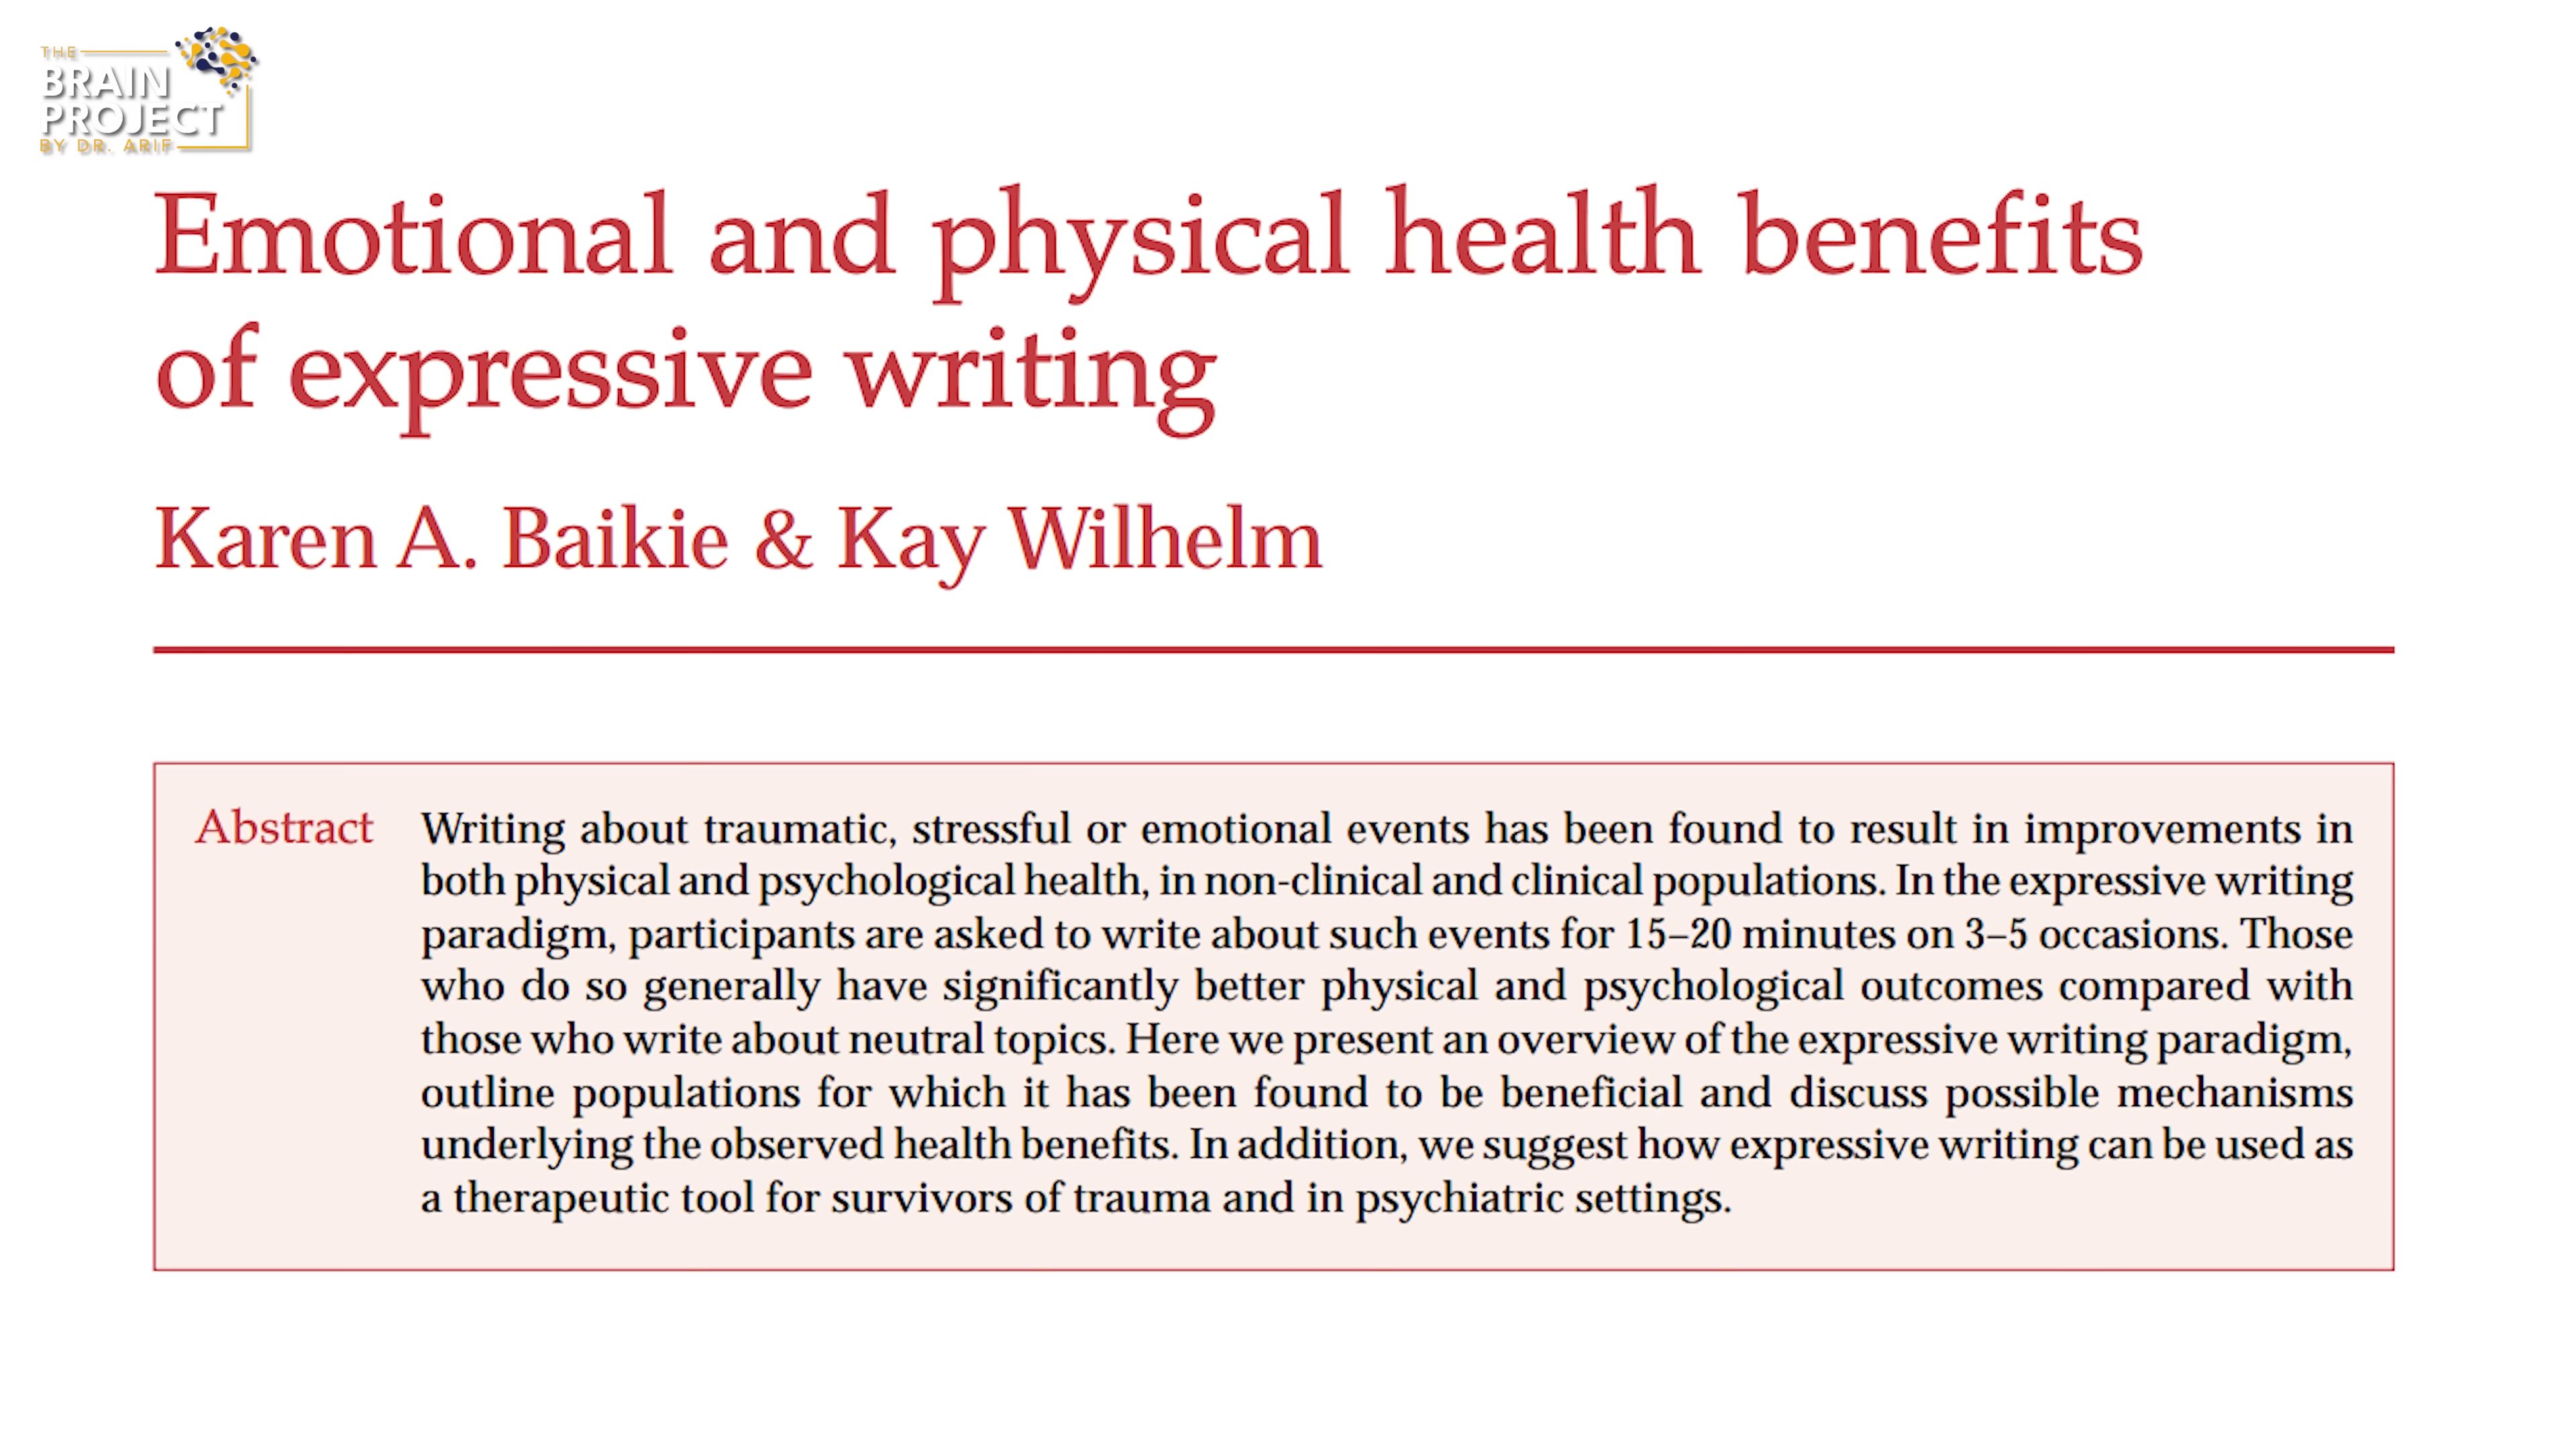 THE
BRAIN
PROJECT
BY DR. ARIF
Emotional and physical health benefits
of expressive writing
Karen A. Baikie & Kay Wilhelm
Abstract
Writing about traumatic, stressful or emotional events has been found to result in improvements in
both physical and psychological health, in non-clinical and clinical populations. In the expressive writing
paradigm, participants are asked to write about such events for 15–20 minutes on 3–5 occasions. Those
who do so generally have significantly better physical and psychological outcomes compared with
those who write about neutral topics. Here we present an overview of the expressive writing paradigm,
outline populations for which it has been found to be beneficial and discuss possible mechanisms
underlying the observed health benefits. In addition, we suggest how expressive writing can be used as
a therapeutic tool for survivors of trauma and in psychiatric settings.